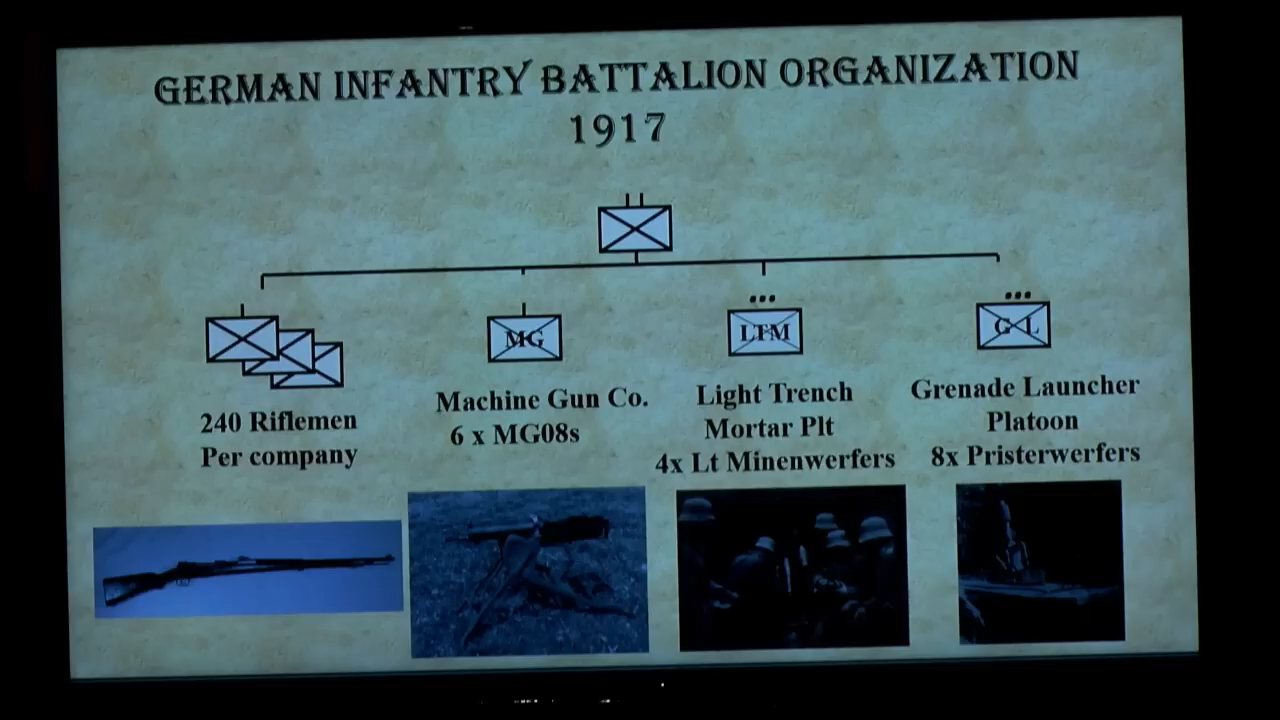 GERMAN INFANTRY BATTALION ORGANIZATION
1917
MG
LTM
G L
240 Riflemen
Per company
Machine Gun Co.
6 x MG08s
Light Trench
Mortar Plt
4x Lt Minenwerfers
Grenade Launcher
Platoon
8x Pristerwerfers